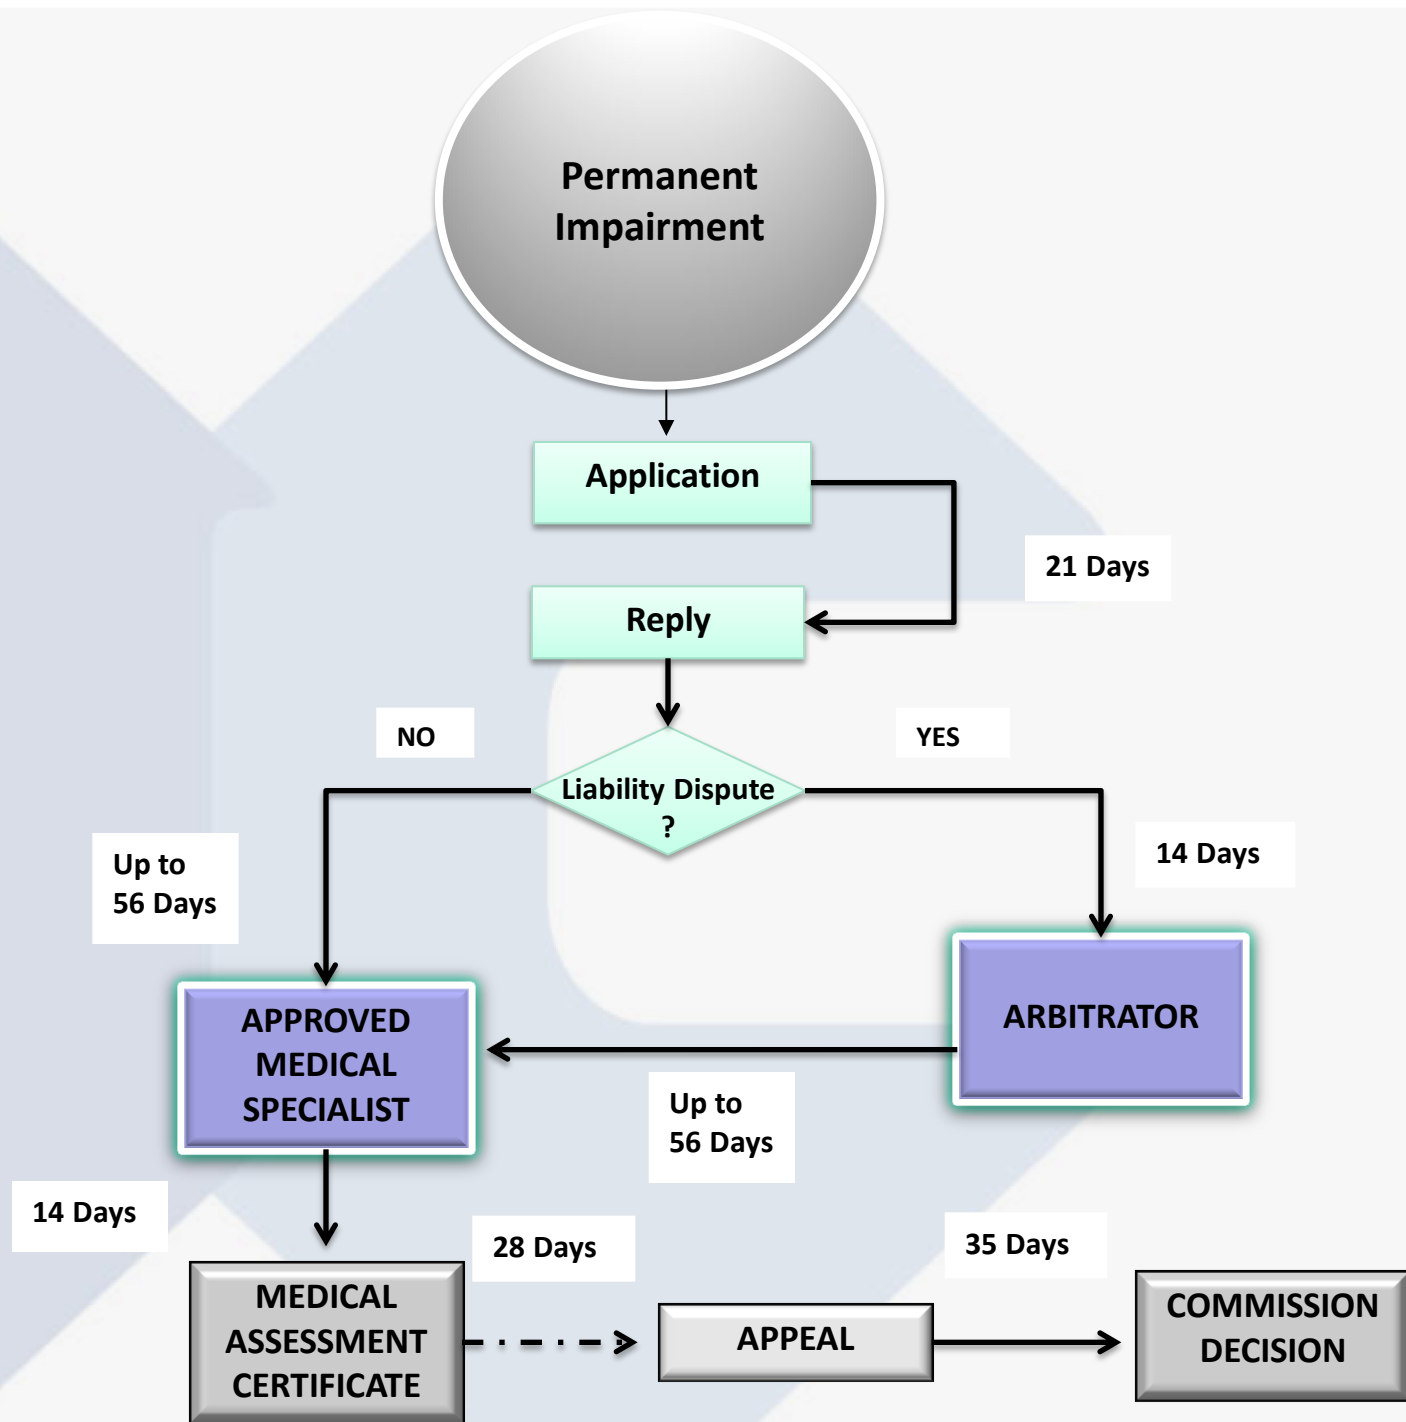 Permanent
Impairment
Application
21 Days
Reply
NO
YES
Liability Dispute
?
Up to
56 Days
14 Days
APPROVED
MEDICAL
SPECIALIST
ARBITRATOR
Up to
56 Days
14 Days
28 Days
35 Days
MEDICAL
ASSESSMENT
CERTIFICATE
APPEAL
COMMISSION
DECISION